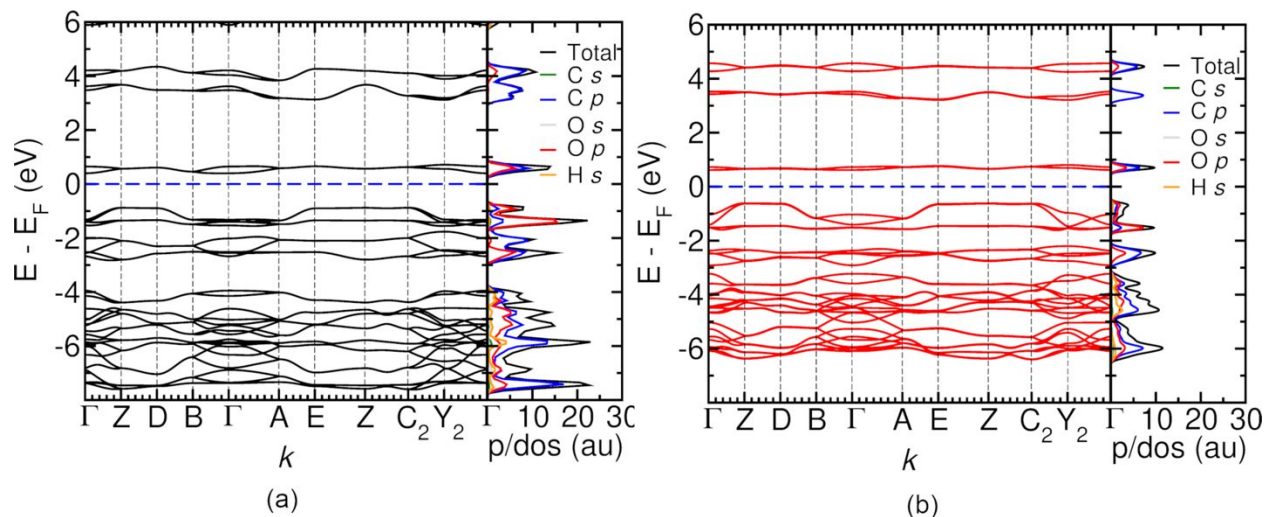 6
4
2
0
-2
-4
-6
E - E_F (eV)
Γ Z D B Γ A E Z C₂ Y₂ Γ 10 20 30
k
p/dos (au)
Total
C s
C p
O s
O p
H s
(a)
6
4
2
0
-2
-4
-6
E - E_F (eV)
Γ Z D B Γ A E Z C₂ Y₂ Γ 10 20 30
k
p/dos (au)
Total
C s
C p
O s
O p
H s
(b)